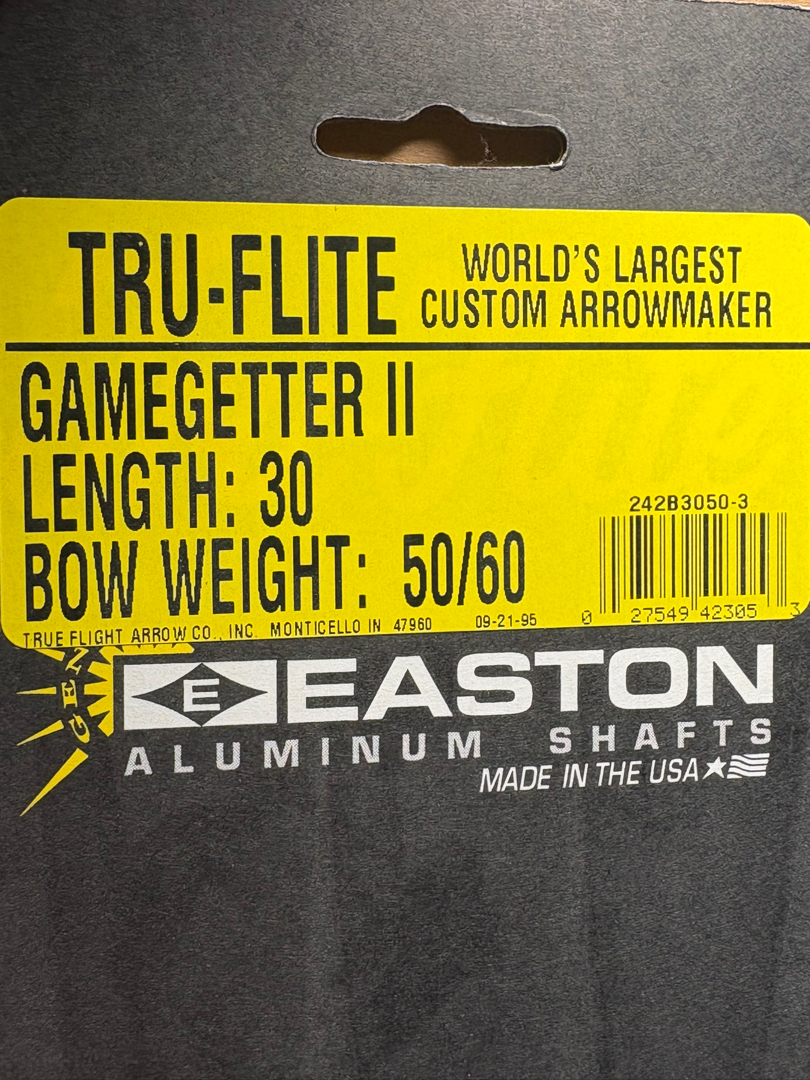 TRU-FLITE
WORLD'S LARGEST
CUSTOM ARROWMAKER
GAMEGETTER II
LENGTH: 30
BOW WEIGHT: 50/60
242B3050-3
0 27549 42305 3
TRUE FLIGHT ARROW CO., INC. MONTICELLO IN 47960 09-21-95
GEN
E EASTON
ALUMINUM SHAFTS
MADE IN THE USA